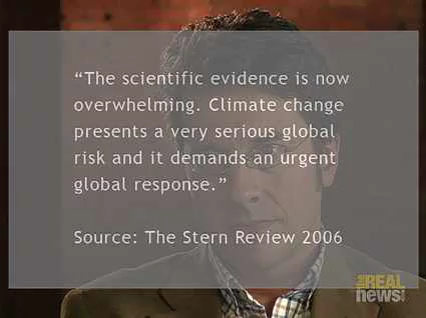 “The scientific evidence is now
overwhelming. Climate change
presents a very serious global
risk and it demands an urgent
global response.”
Source: The Stern Review 2006
THE REAL
news